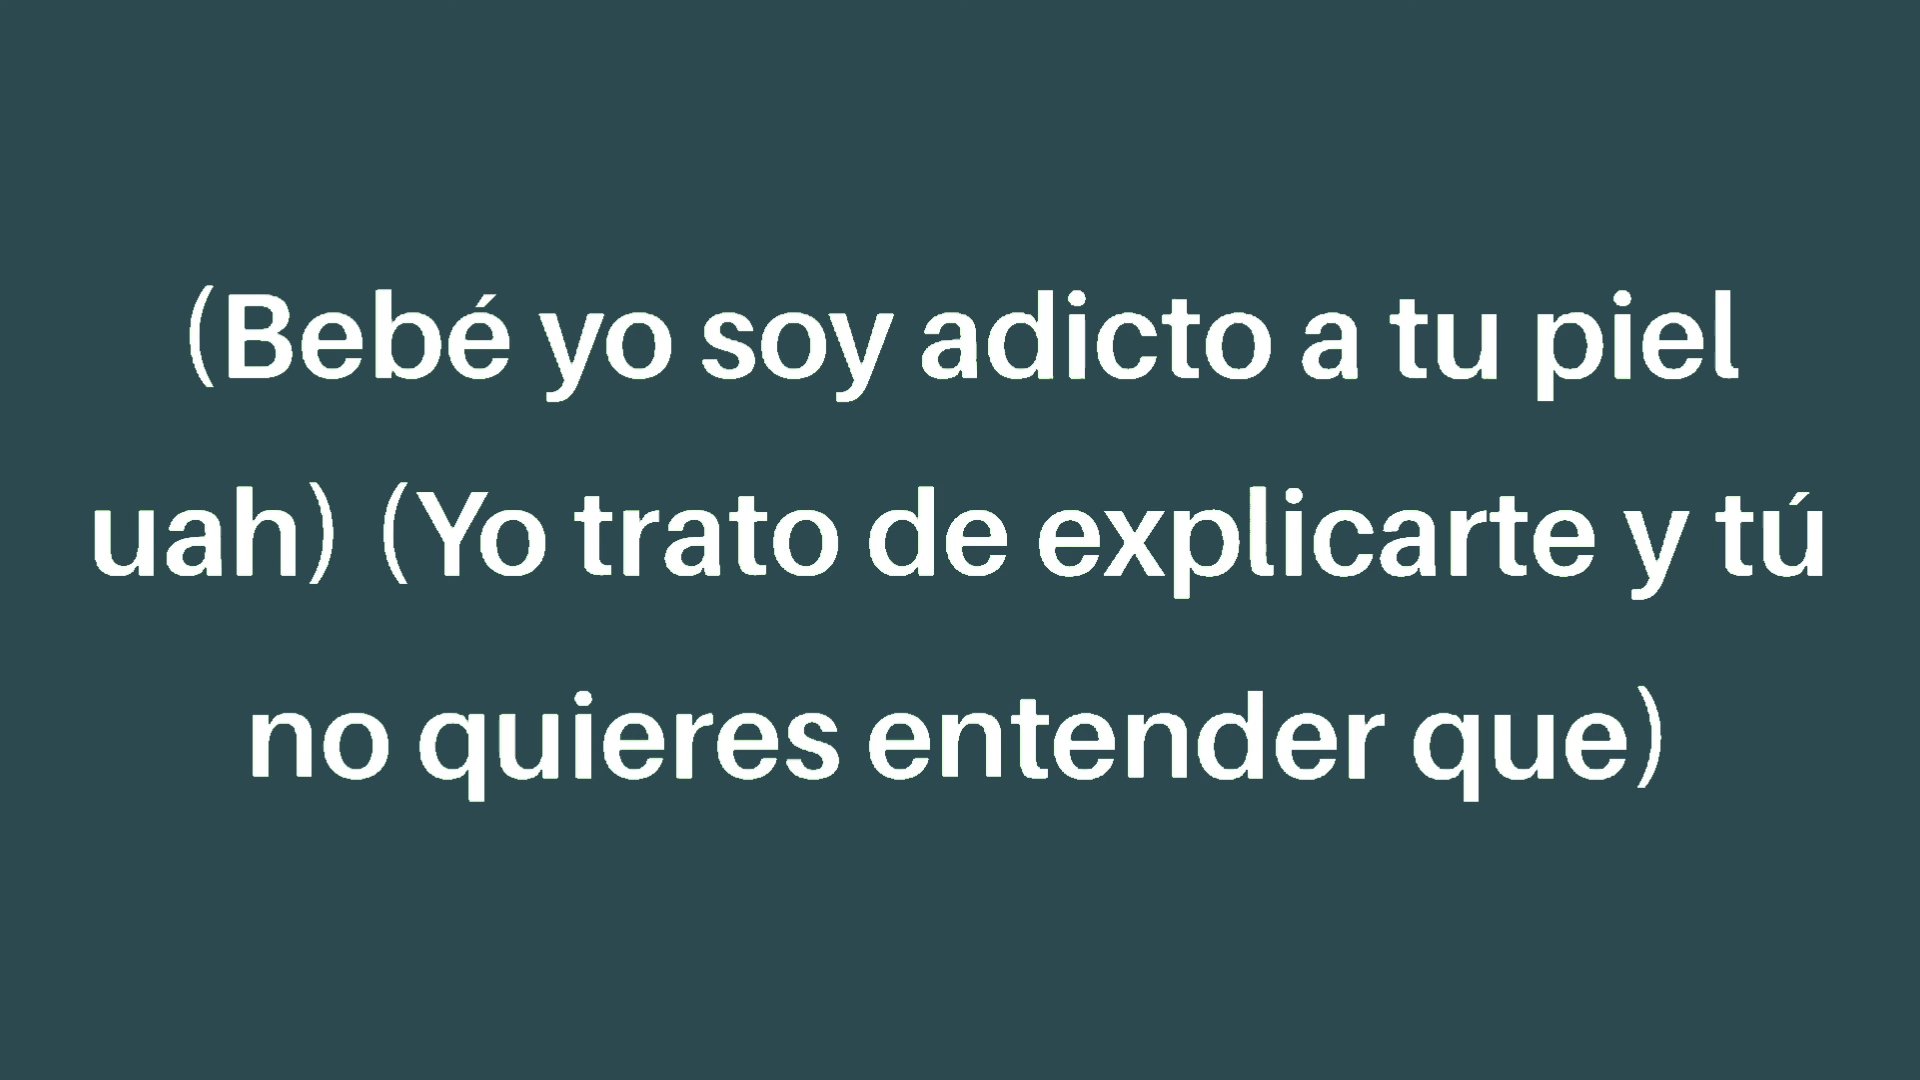 (Bebé yo soy adicto a tu piel
uah) (Yo trato de explicarte y tú
no quieres entender que)